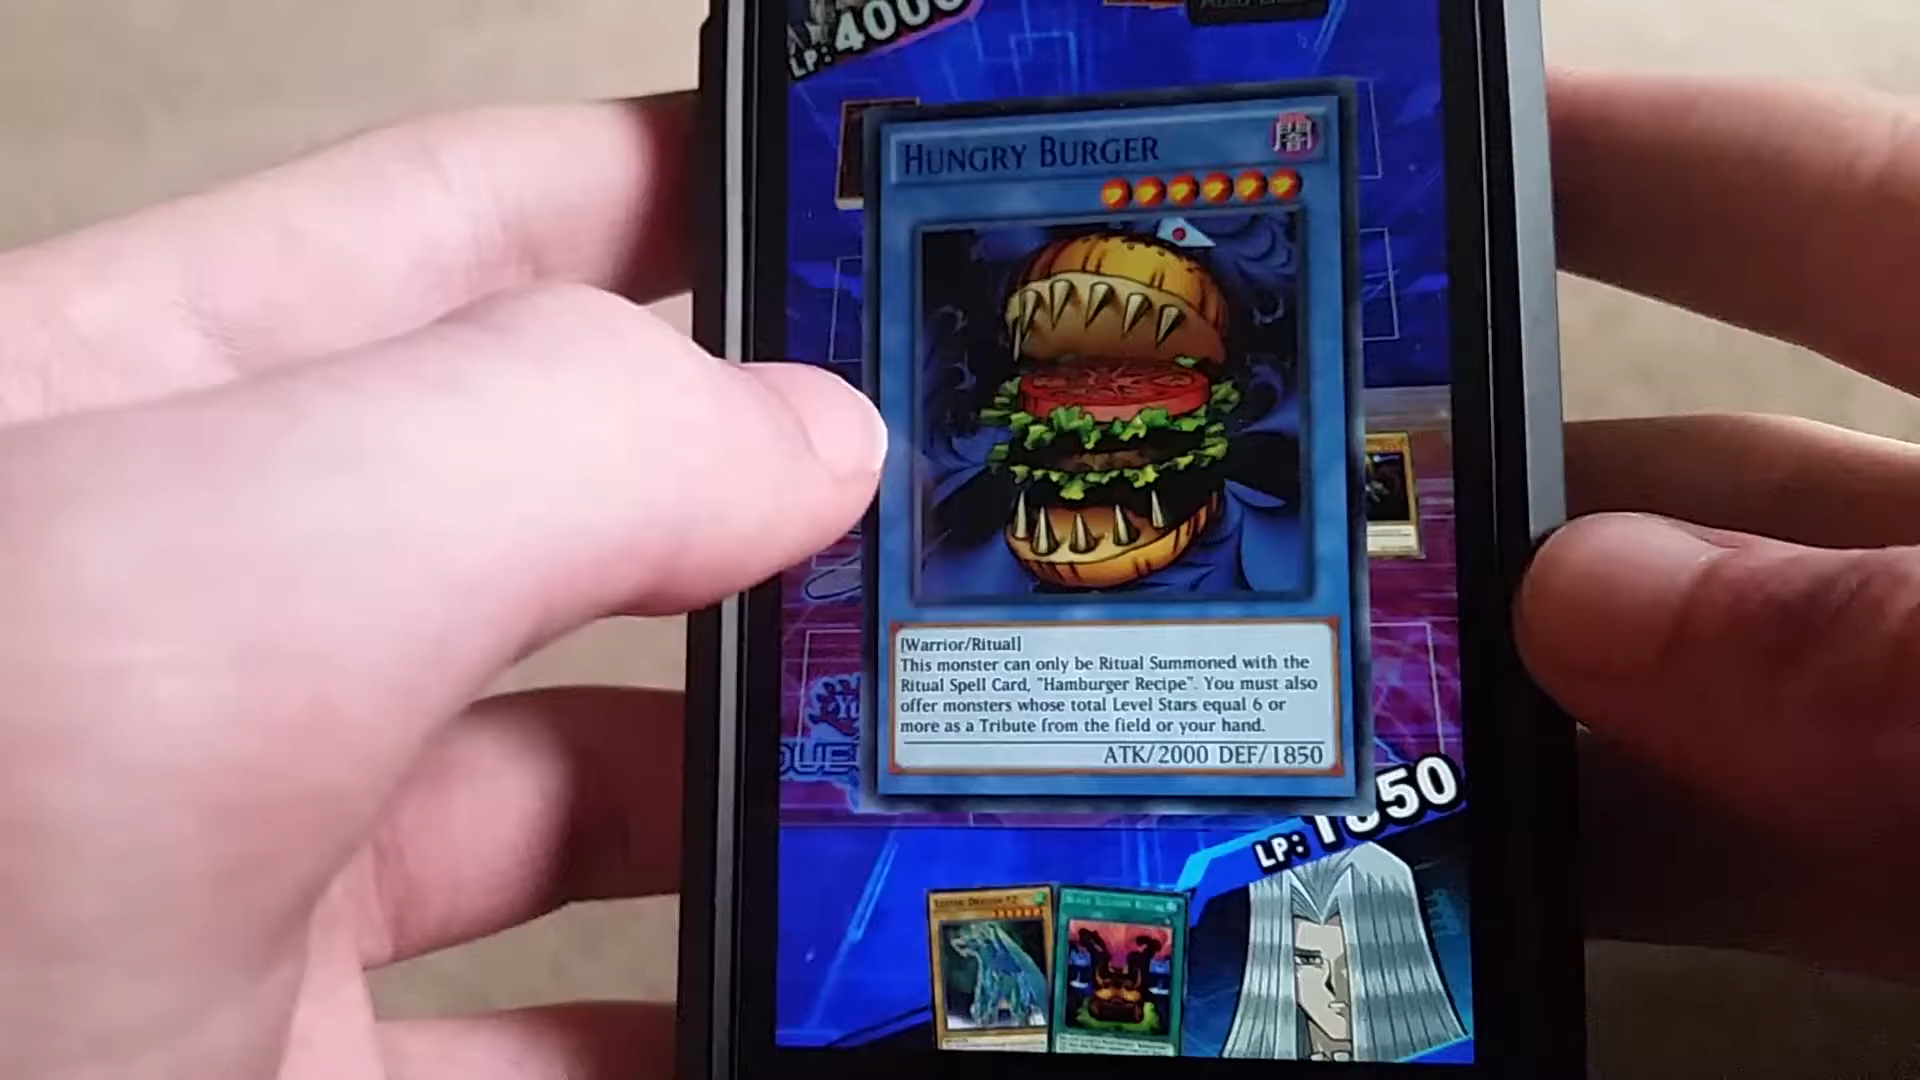 LP: 4000
HUNGRY BURGER
闇
[Warrior/Ritual]
This monster can only be Ritual Summoned with the
Ritual Spell Card, "Hamburger Recipe". You must also
offer monsters whose total Level Stars equal 6 or
more as a Tribute from the field or your hand.
ATK/2000 DEF/1850
DUE
LP: 1850